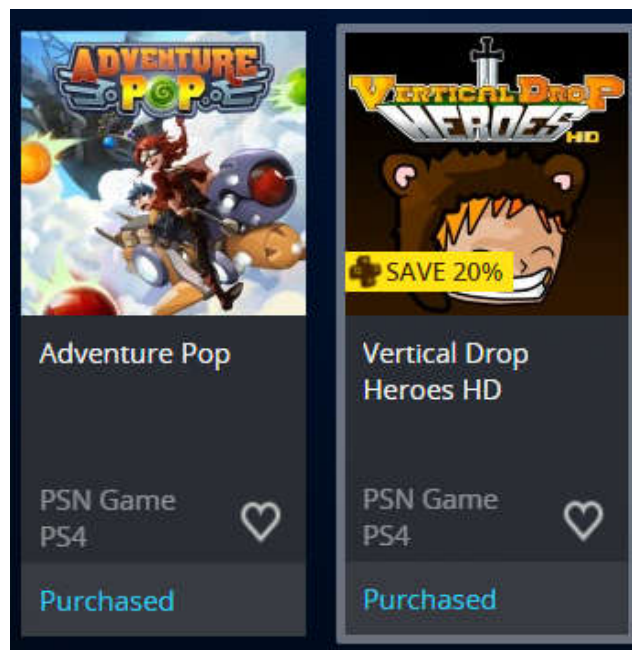 ADVENTURE
POP
Adventure Pop
PSN Game
PS4
Purchased
VERTICAL DROP
HEROES HD
SAVE 20%
Vertical Drop
Heroes HD
PSN Game
PS4
Purchased